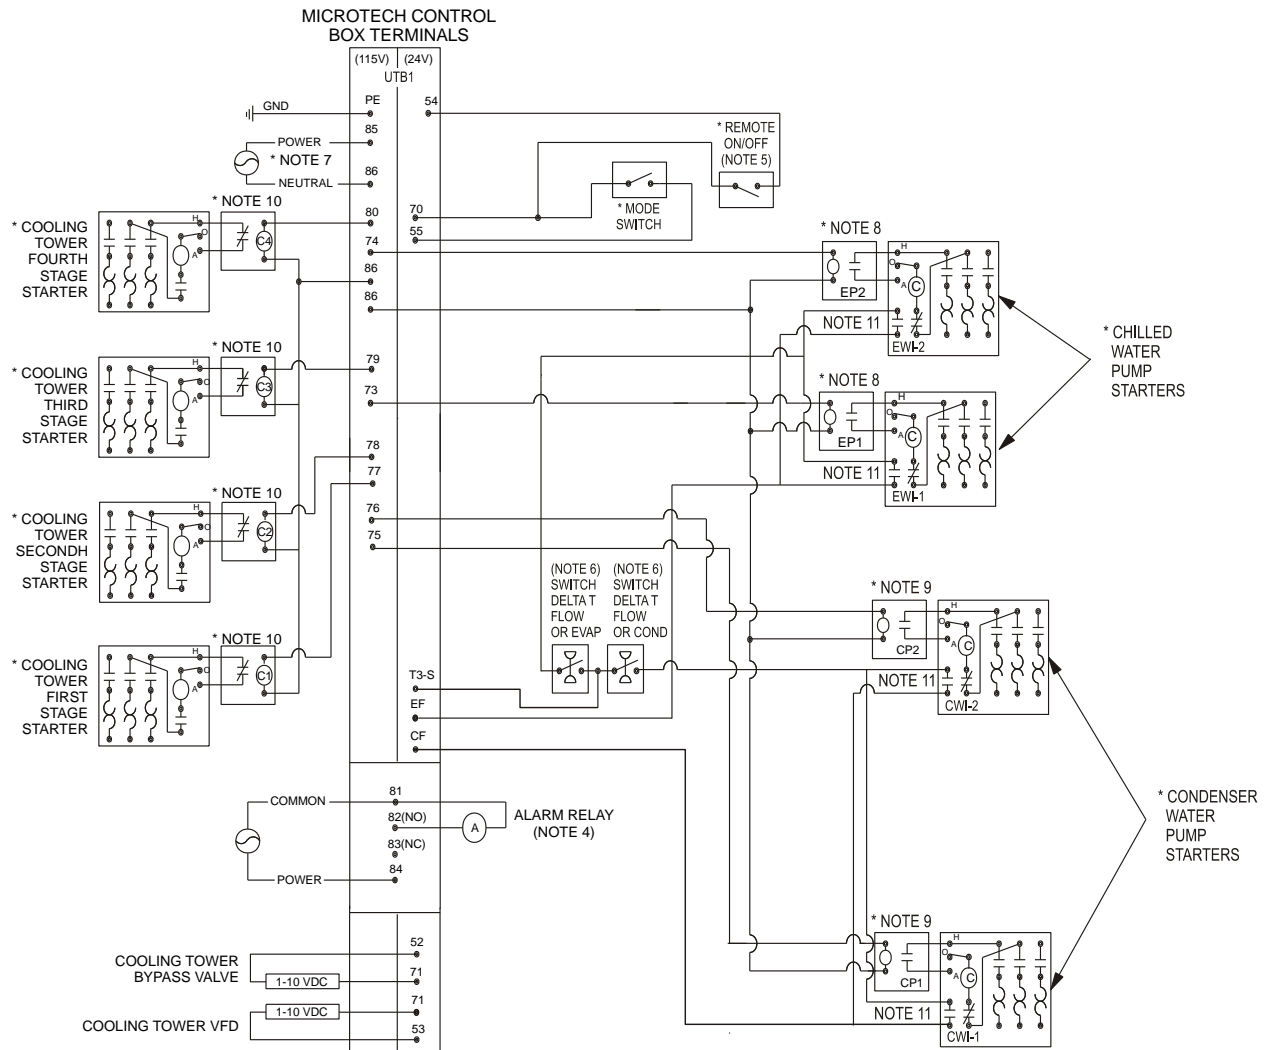 MICROTECH CONTROL
BOX TERMINALS
(115V) (24V)
UTB1
GND
PE
54
85
POWER
* NOTE 7
86
NEUTRAL
* REMOTE
ON/OFF
(NOTE 5)
* MODE
SWITCH
* NOTE 10
80
70
55
74
86
86
* COOLING
TOWER
FOURTH
STAGE
STARTER
H
O
A
C4
* NOTE 8
EP2
H
O
A
C
NOTE 11
EWI-2
* CHILLED
WATER
PUMP
STARTERS
* NOTE 10
79
73
* COOLING
TOWER
THIRD
STAGE
STARTER
H
O
A
C3
* NOTE 8
EP1
H
O
A
C
NOTE 11
EWI-1
78
77
76
75
* NOTE 10
* COOLING
TOWER
SECONDH
STAGE
STARTER
H
O
A
C2
(NOTE 6)
SWITCH
DELTA T
FLOW
OR EVAP
(NOTE 6)
SWITCH
DELTA T
FLOW
OR COND
* NOTE 9
CP2
H
O
A
C
NOTE 11
CWI-2
* NOTE 10
* COOLING
TOWER
FIRST
STAGE
STARTER
H
O
A
C1
T3-S
EF
CF
COMMON
81
82(NO)
83(NC)
84
POWER
A
ALARM RELAY
(NOTE 4)
* CONDENSER
WATER
PUMP
STARTERS
* NOTE 9
CP1
H
O
A
C
NOTE 11
CWI-1
COOLING TOWER
BYPASS VALVE
52
71
1-10 VDC
71
1-10 VDC
COOLING TOWER VFD
53